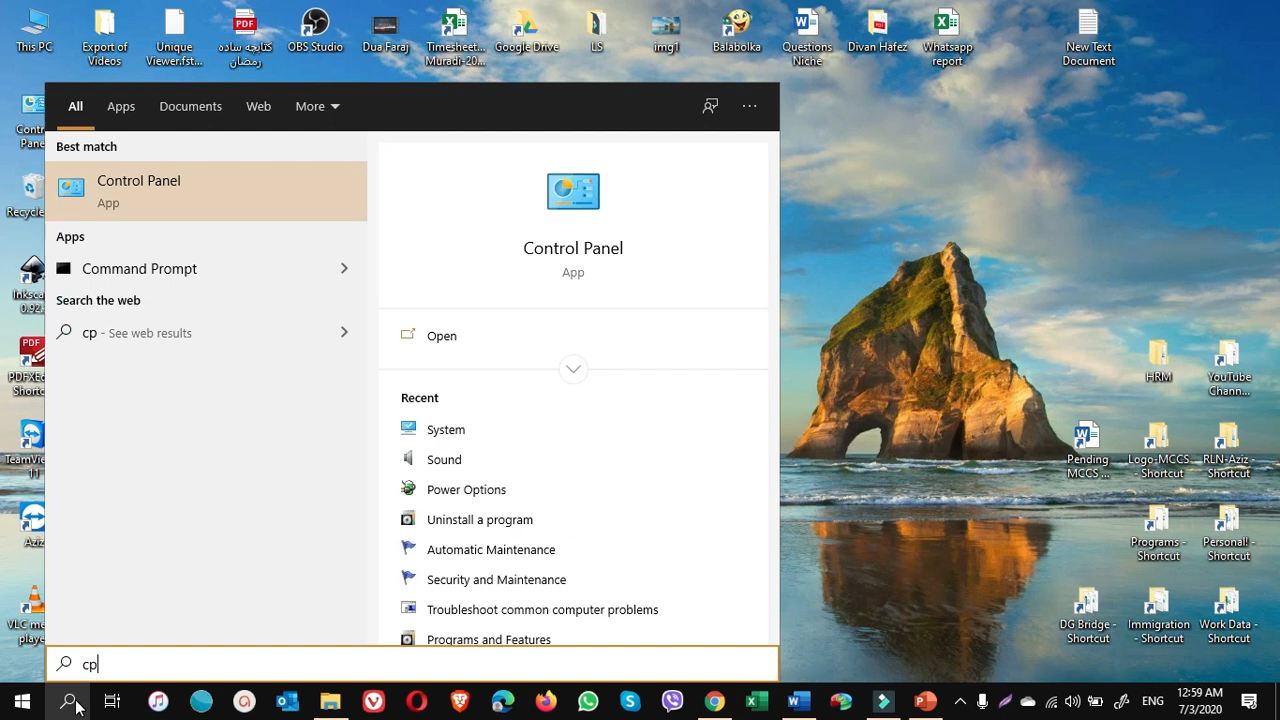 This PC
Export of
Videos
Unique
Viewer.fst...
كتابچه ساده
رمضان
OBS Studio
Dua Faraj
Timesheet...
Muradi-20...
Google Drive
LS
img1
Balabolka
Questions
Niche
Divan Hafez
Whatsapp
report
New Text
Document
All
Apps
Documents
Web
More
Best match
Control Panel
App
Apps
Command Prompt
Search the web
cp - See web results
Control Panel
App
Open
Recent
System
Sound
Power Options
Uninstall a program
Automatic Maintenance
Security and Maintenance
Troubleshoot common computer problems
Programs and Features
cp
HRM
YouTube
Chann...
Pending
MCCS ...
Logo-MCCS
- Shortcut
RLN-Aziz -
Shortcut
Programs -
Shortcut
Personal! -
Shortcut
DG Bridge -
Shortcut
Immigration
- Shortcut
Work Data -
Shortcut
12:59 AM
7/3/2020